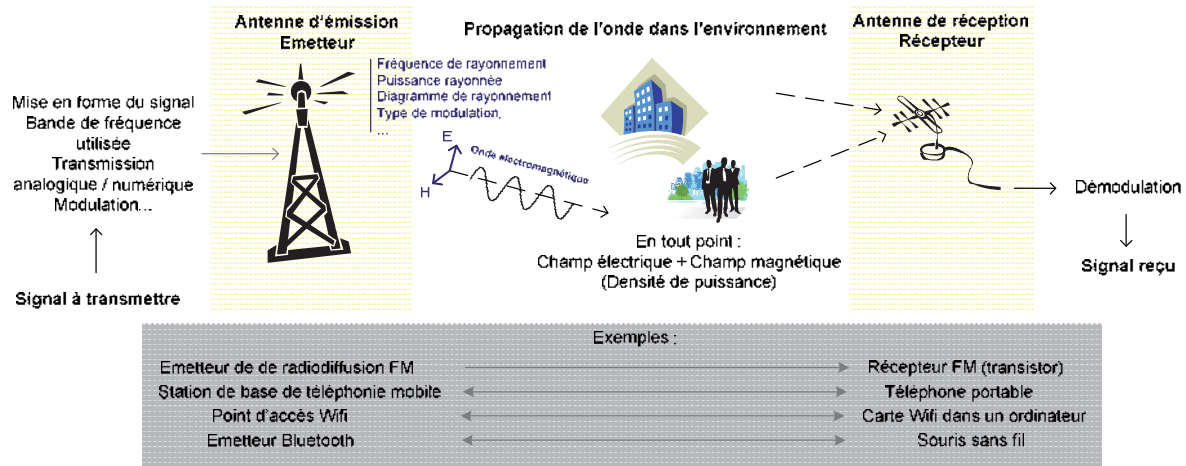 Antenne d'émission
Emetteur
Propagation de l'onde dans l'environnement
Antenne de réception
Récepteur
Fréquence de rayonnement
Puissance rayonnée
Diagramme de rayonnement
Type de modulation,
...
Mise en forme du signal
Bande de fréquence
utilisée
Transmission
analogique / numérique
Modulation...
Signal à transmettre
E
H
Onde électromagnétique
En tout point :
Champ électrique + Champ magnétique
(Densité de puissance)
Démodulation
Signal reçu
Exemples :
Emetteur de de radiodiffusion FM
Récepteur FM (transistor)
Station de base de téléphonie mobile
Téléphone portable
Point d'accès Wifi
Carte Wifi dans un ordinateur
Emetteur Bluetooth
Souris sans fil